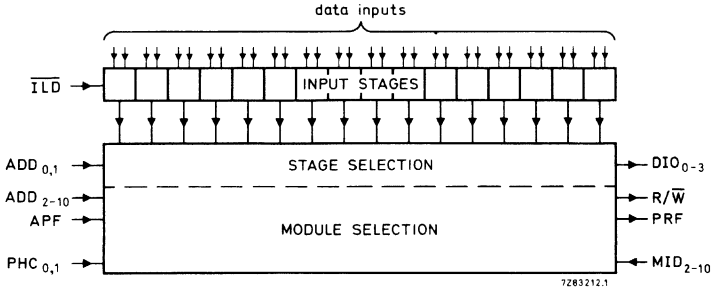 data inputs
I̅L̅D̅
INPUT STAGES
ADD0,1
STAGE SELECTION
DIO0-3
ADD2-10
R/W̅
APF
PRF
MODULE SELECTION
PHC0,1
MID2-10
7Z83212.1